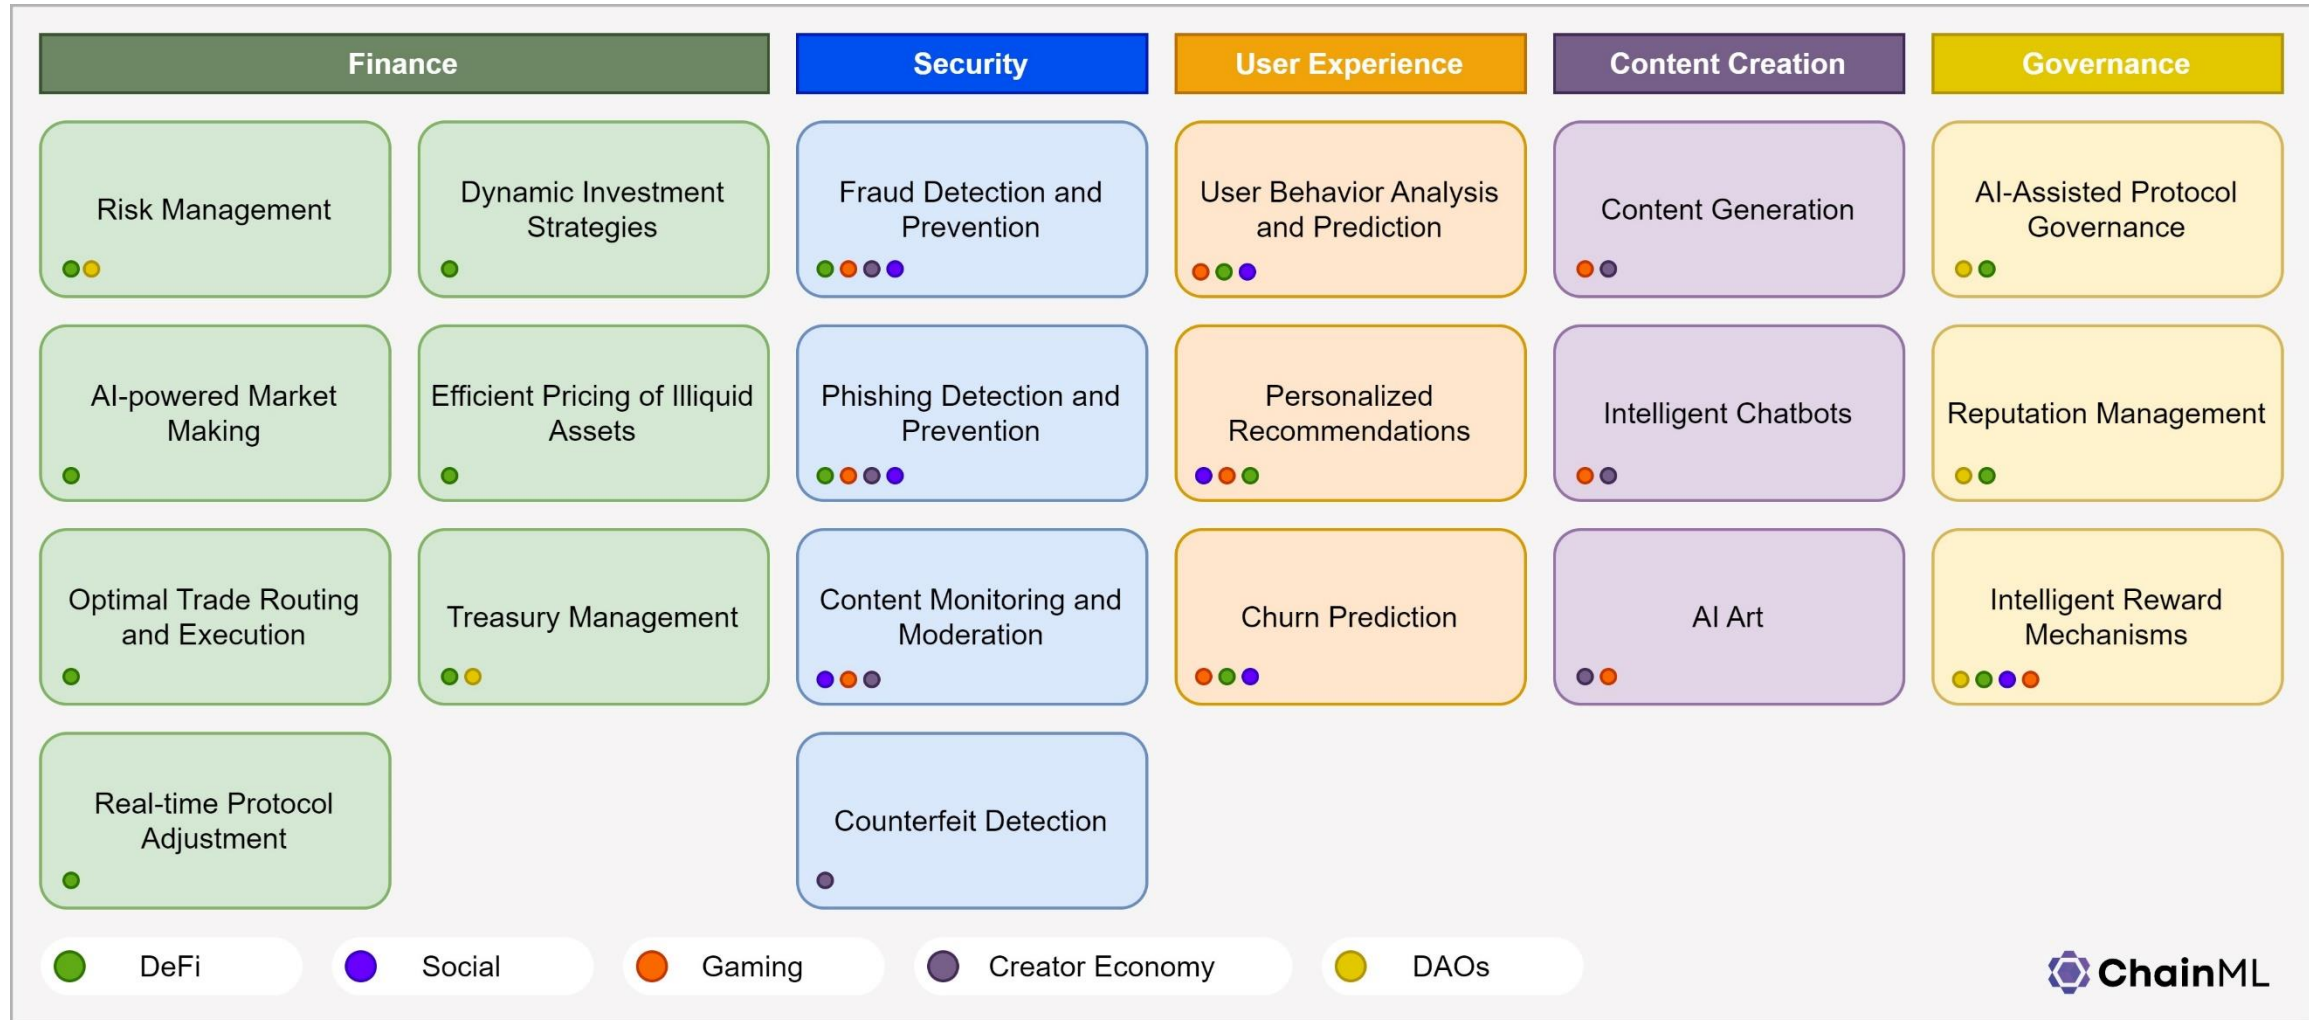 Finance
Security
User Experience
Content Creation
Governance
Risk Management
Dynamic Investment
Strategies
Fraud Detection and
Prevention
User Behavior Analysis
and Prediction
Content Generation
AI-Assisted Protocol
Governance
AI-powered Market
Making
Efficient Pricing of Illiquid
Assets
Phishing Detection and
Prevention
Personalized
Recommendations
Intelligent Chatbots
Reputation Management
Optimal Trade Routing
and Execution
Treasury Management
Content Monitoring and
Moderation
Churn Prediction
AI Art
Intelligent Reward
Mechanisms
Real-time Protocol
Adjustment
Counterfeit Detection
DeFi
Social
Gaming
Creator Economy
DAOs
ChainML